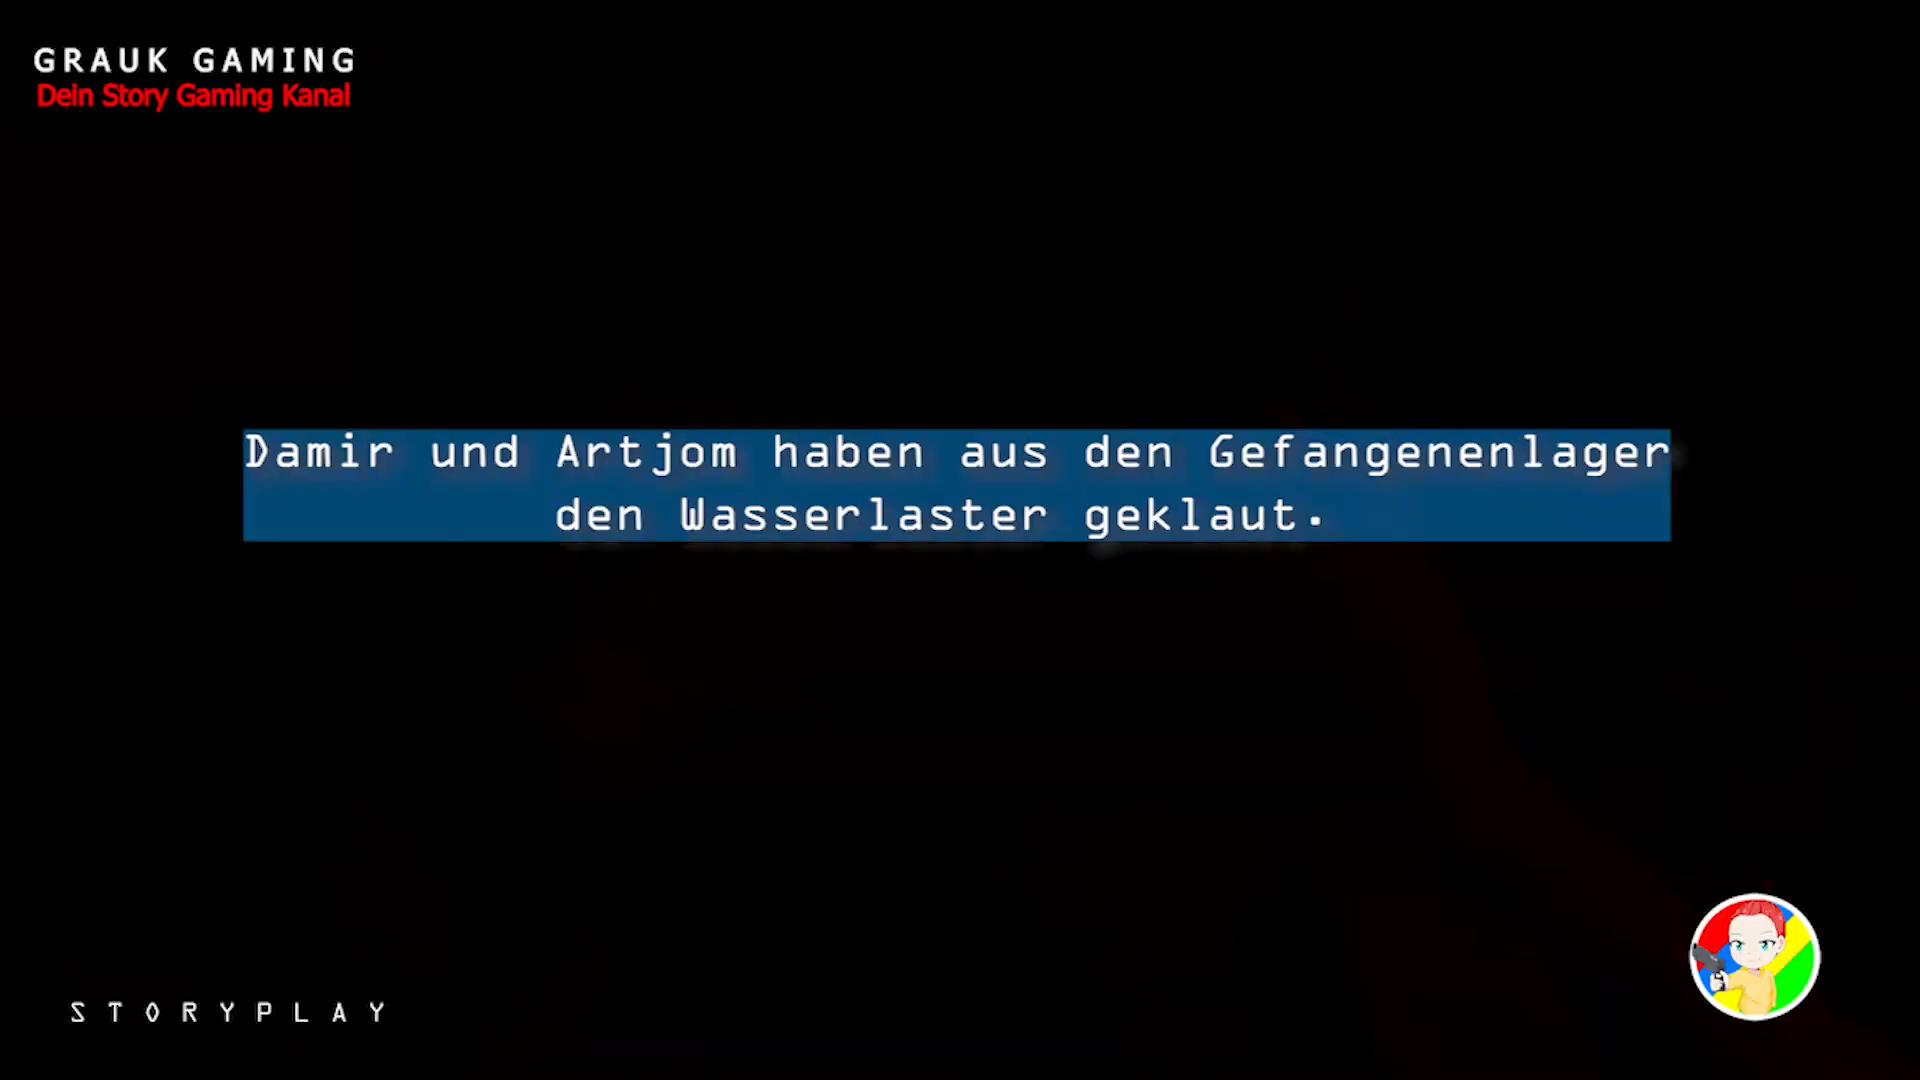 GRAUK GAMING
Dein Story Gaming Kanal
Damir und Artjom haben aus den Gefangenenlager
den Wasserlaster geklaut.
STORYPLAY